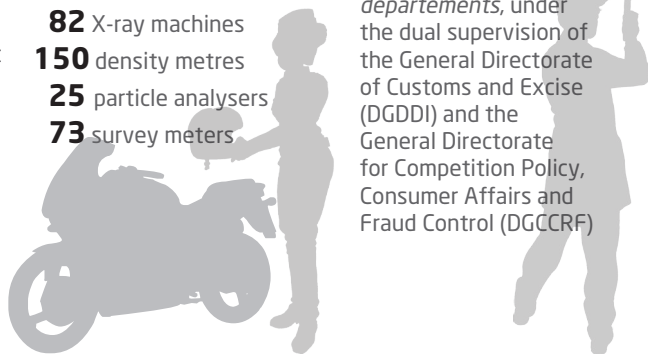 82 X-ray machines
150 density metres
25 particle analysers
73 survey meters
departements, under
the dual supervision of
the General Directorate
of Customs and Excise
(DGDDI) and the
General Directorate
for Competition Policy,
Consumer Affairs and
Fraud Control (DGCCRF)